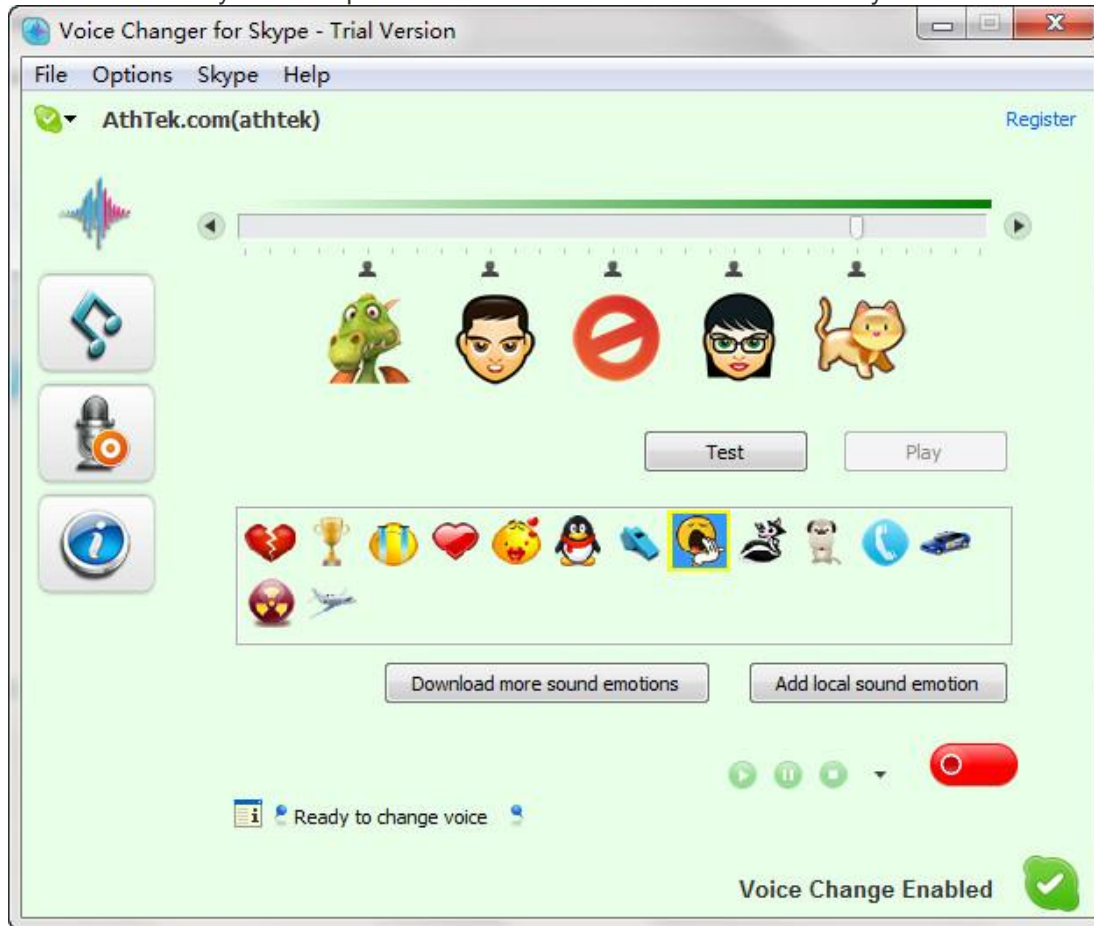 Voice Changer for Skype - Trial Version
File Options Skype Help
AthTek.com(athtek)
Register
Test
Play
Download more sound emotions
Add local sound emotion
Ready to change voice
Voice Change Enabled